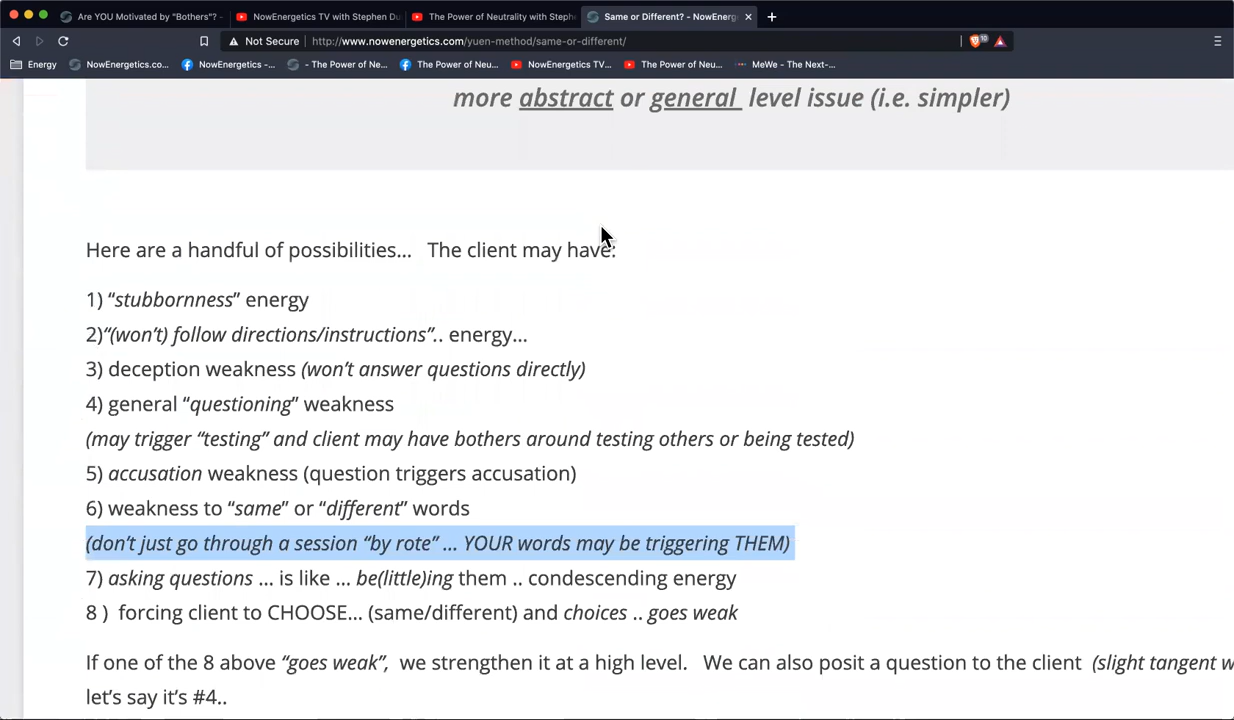 Are YOU Motivated by "Bothers"? -
NowEnergetics TV with Stephen Du
The Power of Neutrality with Steph
Same or Different? - NowEnerg
Not Secure | http://www.nowenergetics.com/yuen-method/same-or-different/
10
Energy
NowEnergetics.co...
NowEnergetics -...
- The Power of Ne...
The Power of Neu...
NowEnergetics TV...
The Power of Neu...
MeWe - The Next-...
more abstract or general level issue (i.e. simpler)
Here are a handful of possibilities... The client may have:
1) “stubbornness” energy
2)“(won’t) follow directions/instructions”.. energy...
3) deception weakness (won’t answer questions directly)
4) general “questioning” weakness
(may trigger “testing” and client may have bothers around testing others or being tested)
5) accusation weakness (question triggers accusation)
6) weakness to “same” or “different” words
(don’t just go through a session “by rote” ... YOUR words may be triggering THEM)
7) asking questions ... is like ... be(little)ing them .. condescending energy
8 ) forcing client to CHOOSE... (same/different) and choices .. goes weak
If one of the 8 above “goes weak”, we strengthen it at a high level. We can also posit a question to the client (slight tangent w
let’s say it’s #4..